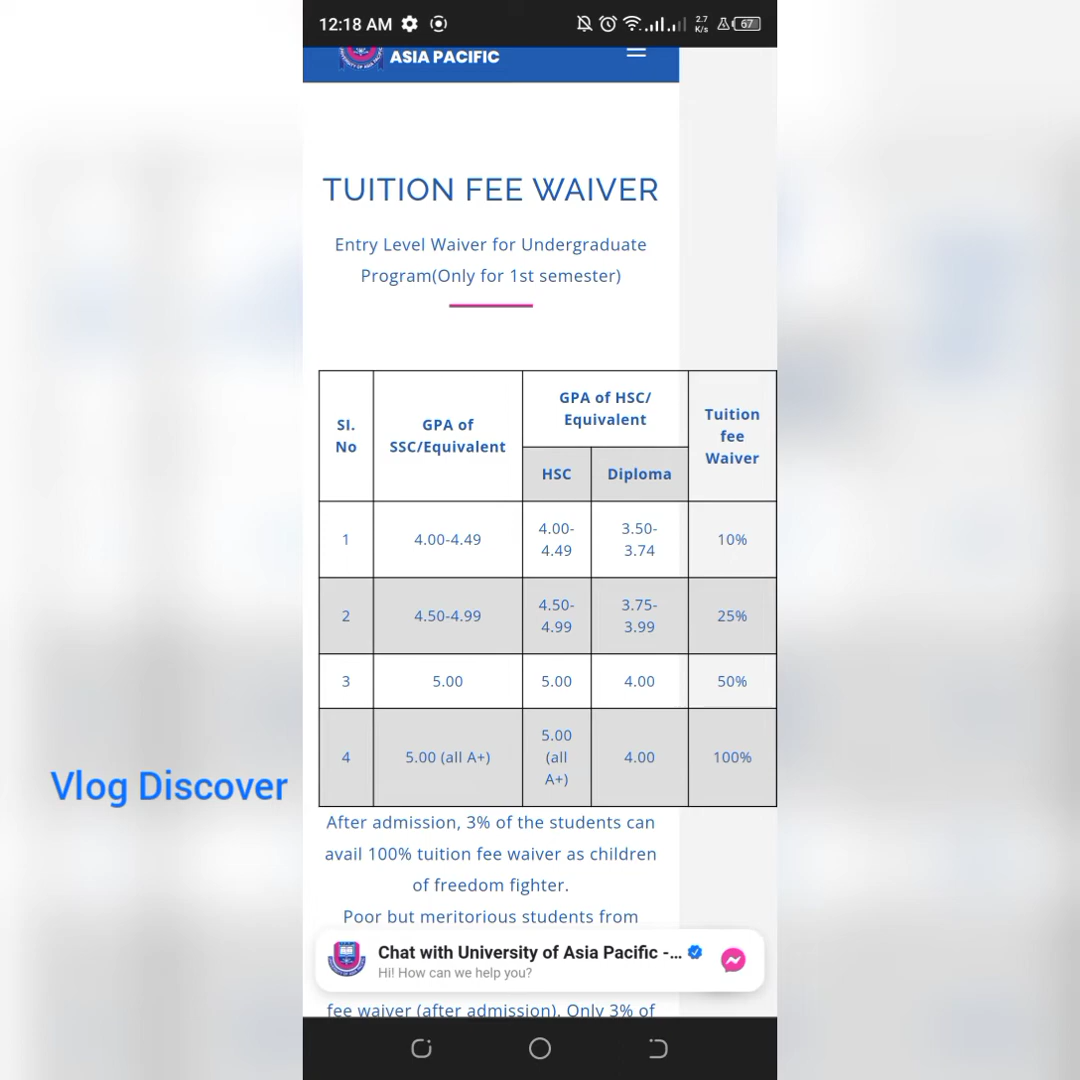 12:18 AM
2.7
K/s
67
ASIA PACIFIC
TUITION FEE WAIVER
Entry Level Waiver for Undergraduate
Program(Only for 1st semester)
SI.
No
GPA of
SSC/Equivalent
GPA of HSC/
Equivalent
Tuition
fee
Waiver
HSC
Diploma
1
4.00-4.49
4.00-
4.49
3.50-
3.74
10%
2
4.50-4.99
4.50-
4.99
3.75-
3.99
25%
3
5.00
5.00
4.00
50%
4
5.00 (all A+)
5.00
(all
A+)
4.00
100%
Vlog Discover
After admission, 3% of the students can
avail 100% tuition fee waiver as children
of freedom fighter.
Poor but meritorious students from
Chat with University of Asia Pacific -...
Hi! How can we help you?
fee waiver (after admission). Only 3% of